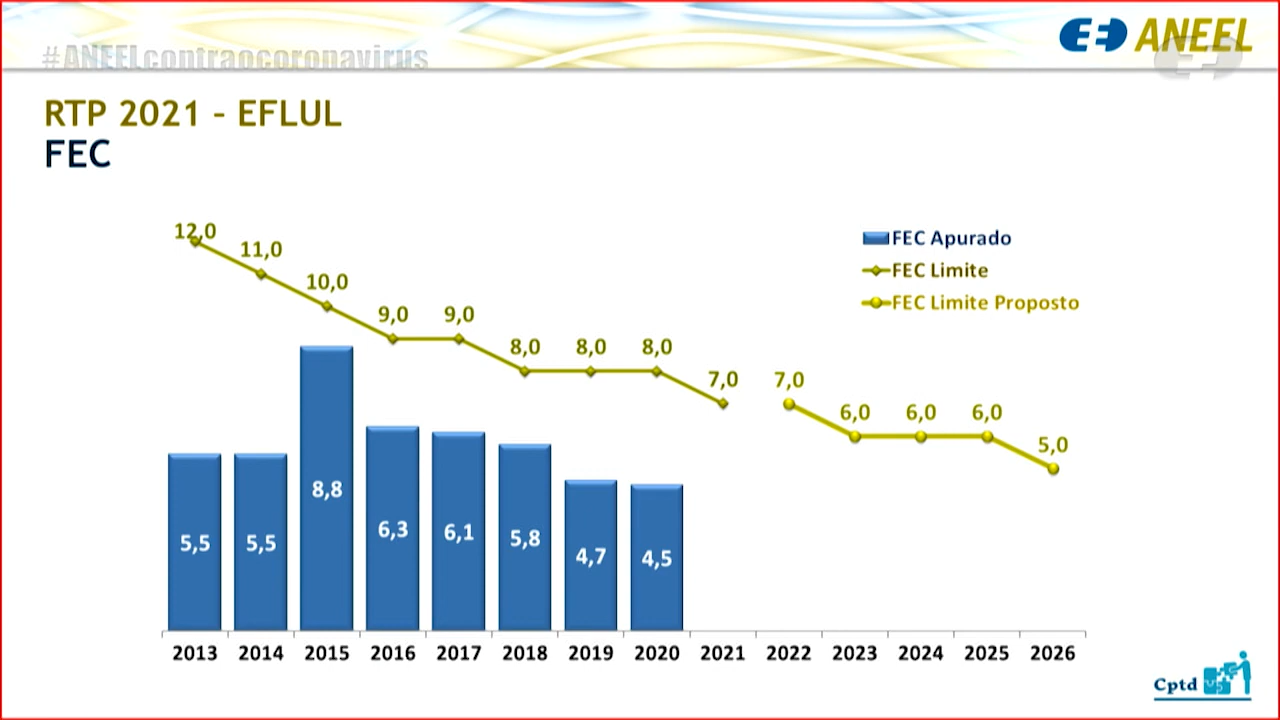 #ANEELcontraocoronavirus
ANEEL
RTP 2021 – EFLUL
FEC
12,0
11,0
10,0
9,0
9,0
8,0
8,0
8,0
7,0
7,0
6,0
6,0
6,0
5,0
FEC Apurado
FEC Limite
FEC Limite Proposto
5,5
5,5
8,8
6,3
6,1
5,8
4,7
4,5
2013 2014 2015 2016 2017 2018 2019 2020 2021 2022 2023 2024 2025 2026
Cptd